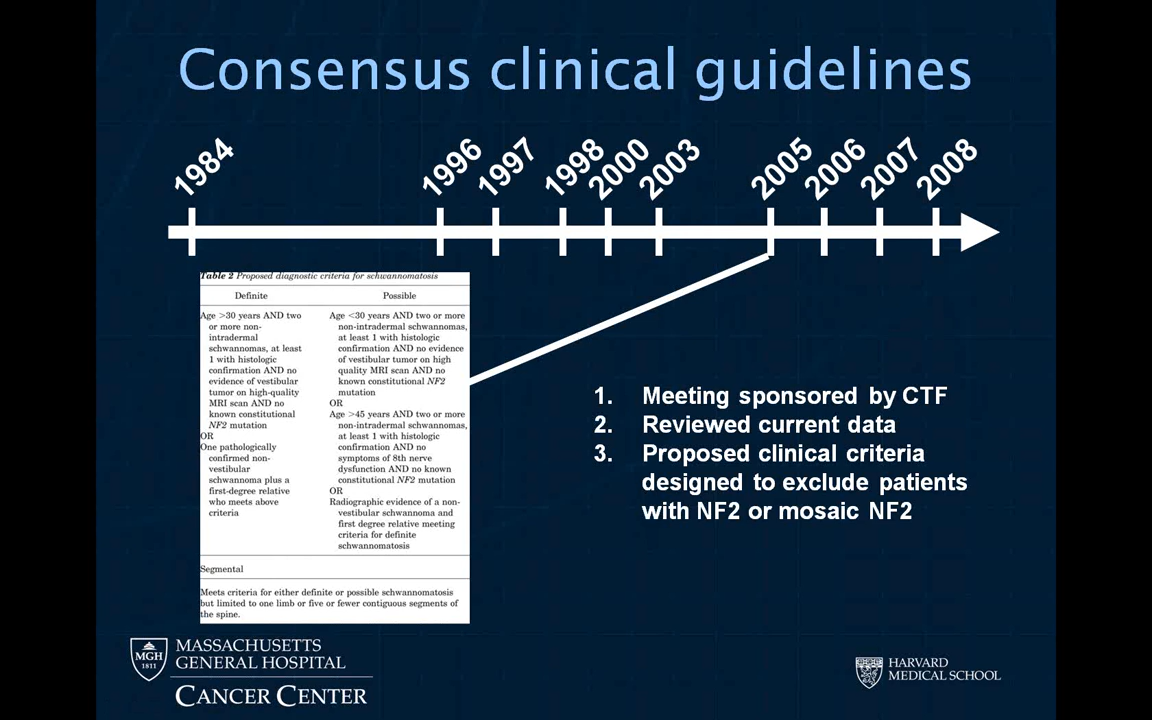 Consensus clinical guidelines
1984
1996
1997
1998
2000
2003
2005
2006
2007
2008
Table 2 Proposed diagnostic criteria for schwannomatosis
Definite
Age >30 years AND two
or more non-
intradermal
schwannomas, at least
1 with histologic
confirmation AND no
evidence of vestibular
tumor on high-quality
MRI scan AND no
known constitutional
NF2 mutation
OR
One pathologically
confirmed non-
vestibular
schwannoma plus a
first-degree relative
who meets above
criteria
Possible
Age <30 years AND two or more
non-intradermal schwannomas,
at least 1 with histologic
confirmation AND no evidence
of vestibular tumor on high
quality MRI scan AND no
known constitutional NF2
mutation
OR
Age >45 years AND two or more
non-intradermal schwannomas,
at least 1 with histologic
confirmation AND no
symptoms of 8th nerve
dysfunction AND no known
constitutional NF2 mutation
OR
Radiographic evidence of a non-
vestibular schwannoma and
first degree relative meeting
criteria for definite
schwannomatosis
Segmental
Meets criteria for either definite or possible schwannomatosis
but limited to one limb or five or fewer contiguous segments of
the spine.
1. Meeting sponsored by CTF
2. Reviewed current data
3. Proposed clinical criteria
designed to exclude patients
with NF2 or mosaic NF2
MGH
1811
MASSACHUSETTS
GENERAL HOSPITAL
CANCER CENTER
HARVARD
MEDICAL SCHOOL